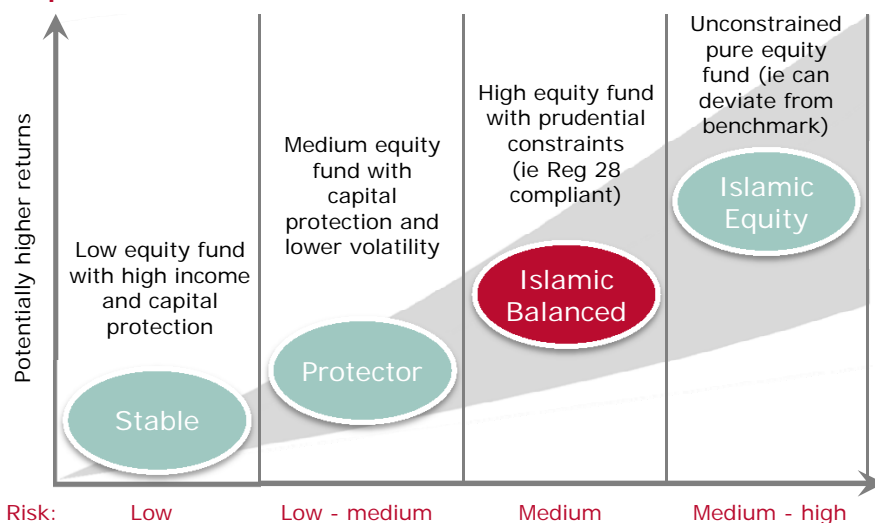 Unconstrained
pure equity
fund (ie can
deviate from
benchmark)
High equity fund
with prudential
constraints
(ie Reg 28
compliant)
Medium equity
fund with
capital
protection and
lower volatility
Low equity fund
with high income
and capital
protection
Potentially higher returns
Islamic
Equity
Islamic
Balanced
Protector
Stable
Risk: Low Low - medium Medium Medium - high